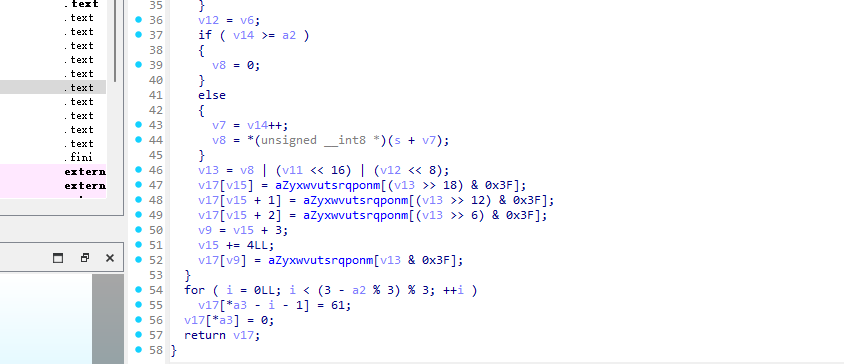 .text
.text
.text
.text
.text
.text
.text
.text
.text
.text
.text
.fini
extern
extern
35 }
36 v12 = v6;
37 if ( v14 >= a2 )
38 {
39 v8 = 0;
40 }
41 else
42 {
43 v7 = v14++;
44 v8 = *(unsigned __int8 *)(s + v7);
45 }
46 v13 = v8 | (v11 << 16) | (v12 << 8);
47 v17[v15] = aZyxwvutsrqponm[(v13 >> 18) & 0x3F];
48 v17[v15 + 1] = aZyxwvutsrqponm[(v13 >> 12) & 0x3F];
49 v17[v15 + 2] = aZyxwvutsrqponm[(v13 >> 6) & 0x3F];
50 v9 = v15 + 3;
51 v15 += 4LL;
52 v17[v9] = aZyxwvutsrqponm[v13 & 0x3F];
53 }
54 for ( i = 0LL; i < (3 - a2 % 3) % 3; ++i )
55 v17[*a3 - i - 1] = 61;
56 v17[*a3] = 0;
57 return v17;
58 }